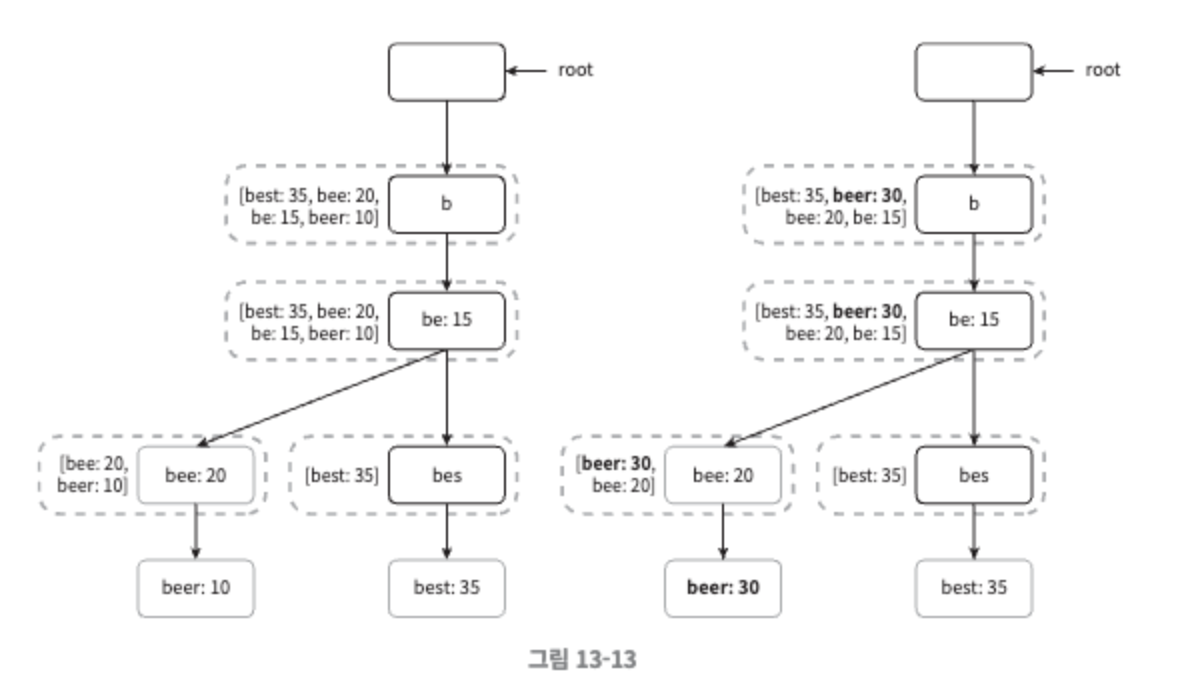 root
[best: 35, bee: 20,
be: 15, beer: 10]
b
[best: 35, bee: 20,
be: 15, beer: 10]
be: 15
[bee: 20,
beer: 10]
bee: 20
[best: 35]
bes
beer: 10
best: 35
root
[best: 35, beer: 30,
bee: 20, be: 15]
b
[best: 35, beer: 30,
bee: 20, be: 15]
be: 15
[beer: 30,
bee: 20]
bee: 20
[best: 35]
bes
beer: 30
best: 35
그림 13-13